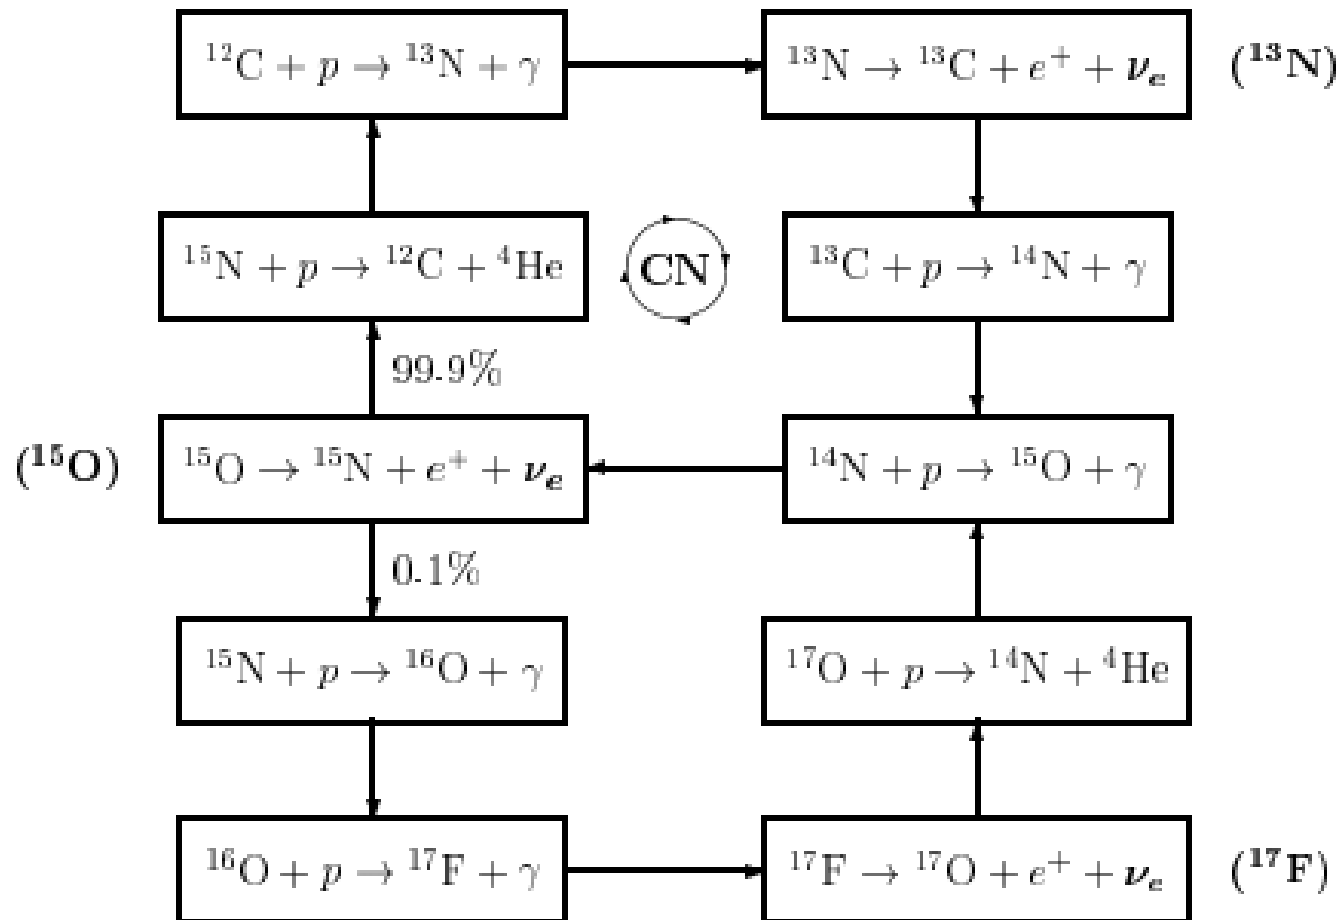 ¹²C + p → ¹³N + γ
¹³N → ¹³C + e⁺ + νₑ
(¹³N)
¹⁵N + p → ¹²C + ⁴He
CN
¹³C + p → ¹⁴N + γ
99.9%
(¹⁵O)
¹⁵O → ¹⁵N + e⁺ + νₑ
¹⁴N + p → ¹⁵O + γ
0.1%
¹⁵N + p → ¹⁶O + γ
¹⁷O + p → ¹⁴N + ⁴He
¹⁶O + p → ¹⁷F + γ
¹⁷F → ¹⁷O + e⁺ + νₑ
(¹⁷F)